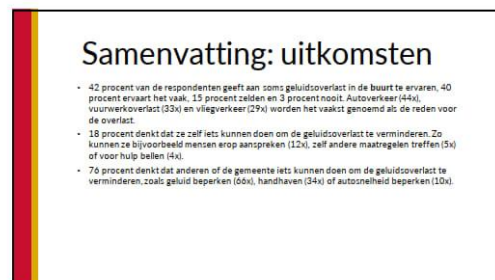 Samenvatting: uitkomsten
• 42 procent van de respondenten geeft aan soms geluidsoverlast in de buurt te ervaren, 40
procent ervaart het vaak, 15 procent zelden en 3 procent nooit. Autoverkeer (44x),
vuurwerkoverlast (33x) en vliegverkeer (29x) worden het vaakst genoemd als de reden voor
de overlast.
• 18 procent denkt dat ze zelf iets kunnen doen om de geluidsoverlast te verminderen. Zo
kunnen ze bijvoorbeeld mensen erop aanspreken (12x), zelf andere maatregelen treffen (5x)
of voor hulp bellen (4x).
• 76 procent denkt dat anderen of de gemeente iets kunnen doen om de geluidsoverlast te
verminderen, zoals geluid beperken (66x), handhaven (34x) of autosnelheid beperken (10x).